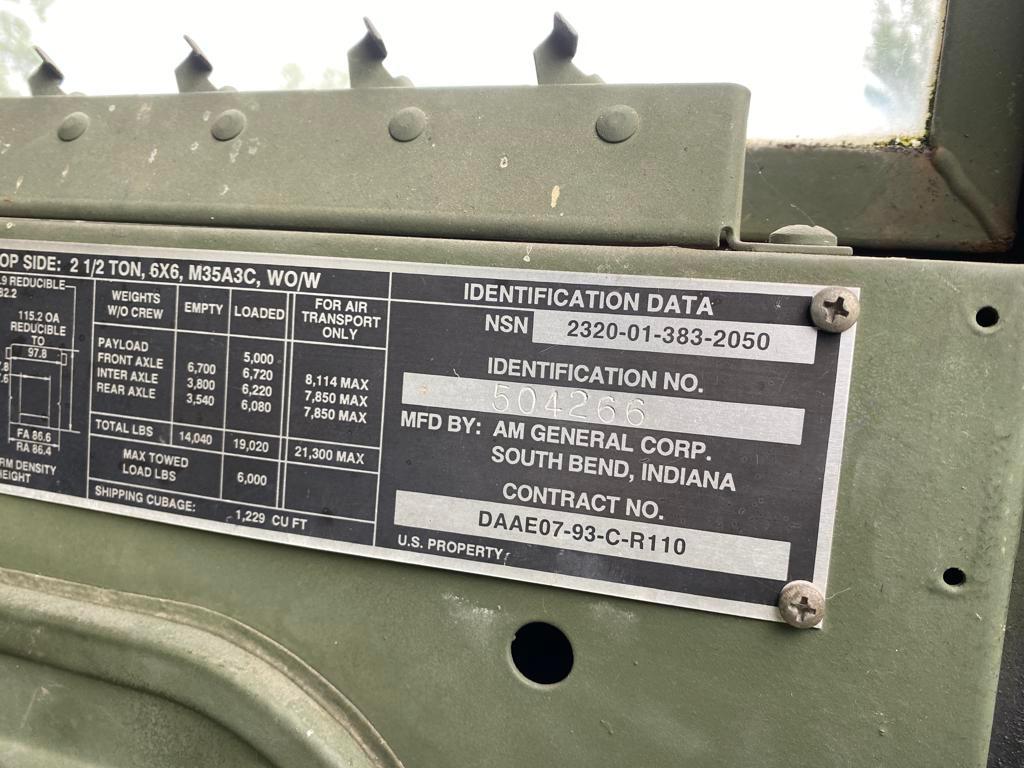 OP SIDE: 2 1/2 TON, 6X6, M35A3C, WO/W
.9 REDUCIBLE
82.2
115.2 OA
REDUCIBLE
TO
97.8
FA 86.6
RA 86.4
RM DENSITY
HEIGHT
WEIGHTS W/O CREW EMPTY LOADED FOR AIR TRANSPORT ONLY
PAYLOAD 5,000
FRONT AXLE 6,700 6,720 8,114 MAX
INTER AXLE 3,800 6,220 7,850 MAX
REAR AXLE 3,540 6,080 7,850 MAX
TOTAL LBS 14,040 19,020 21,300 MAX
MAX TOWED LOAD LBS 6,000
SHIPPING CUBAGE: 1,229 CU FT
IDENTIFICATION DATA
NSN 2320-01-383-2050
IDENTIFICATION NO.
504266
MFD BY: AM GENERAL CORP.
SOUTH BEND, INDIANA
CONTRACT NO.
DAAE07-93-C-R110
U.S. PROPERTY